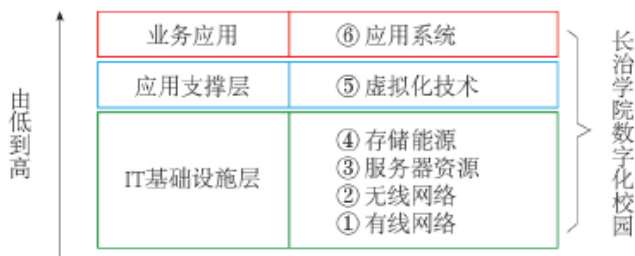 由低到高
业务应用
⑥ 应用系统
应用支撑层
⑤ 虚拟化技术
IT基础设施层
④ 存储能源
③ 服务器资源
② 无线网络
① 有线网络
长治学院数字化校园